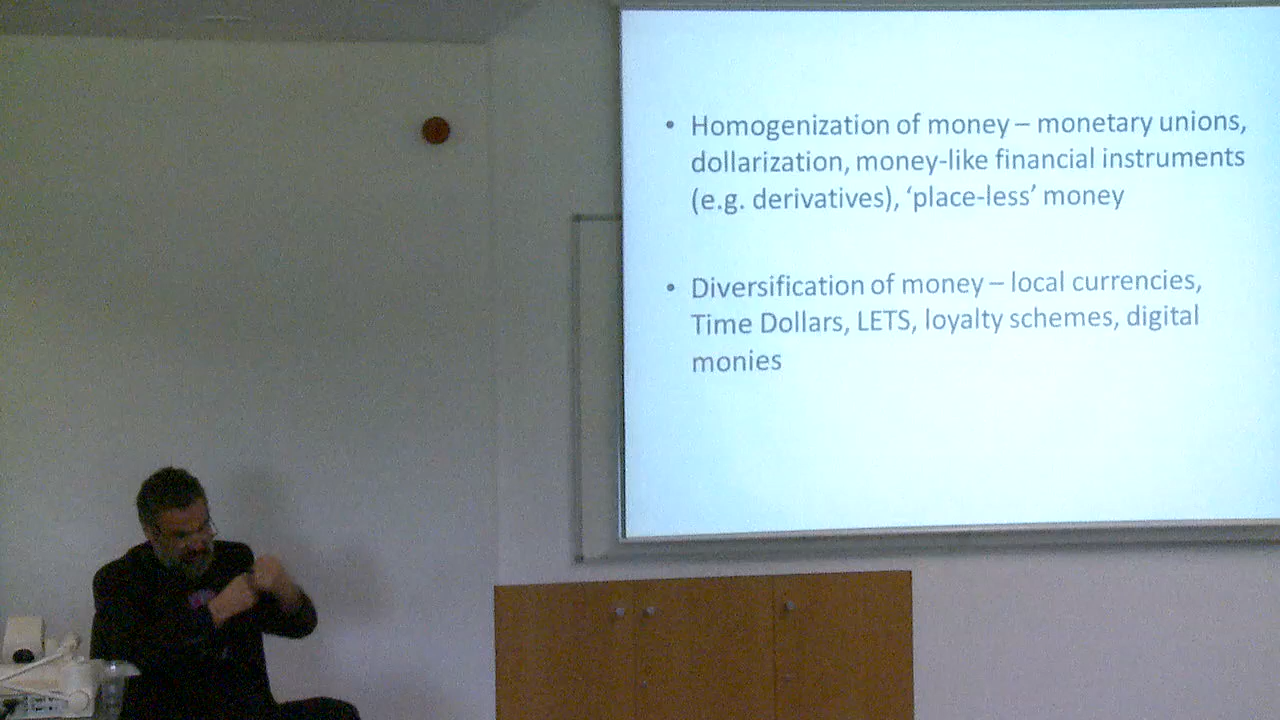 • Homogenization of money – monetary unions,
dollarization, money-like financial instruments
(e.g. derivatives), ‘place-less’ money
• Diversification of money – local currencies,
Time Dollars, LETS, loyalty schemes, digital
monies